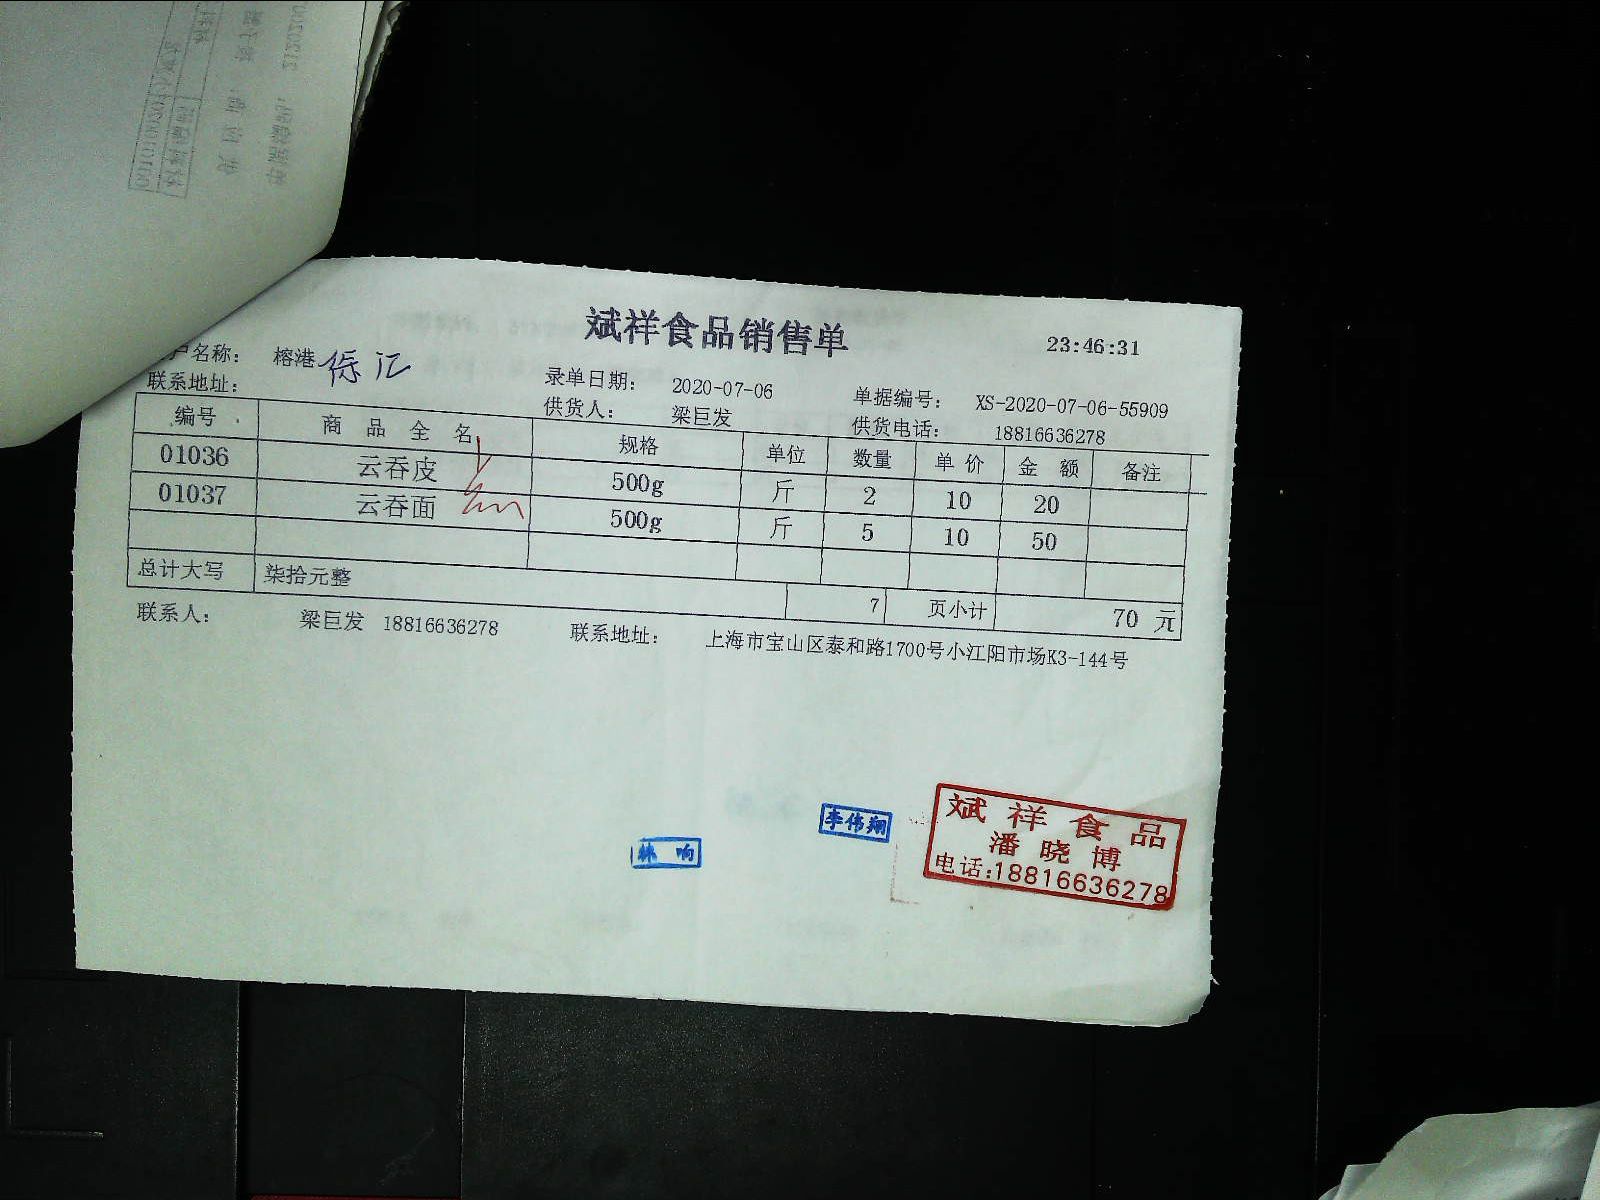 斌祥食品销售单
23:46:31
户名称： 榕港
联系地址：
录单日期： 2020-07-06
单据编号： XS-2020-07-06-55909
供货人： 梁巨发
供货电话： 18816636278
编号 商品全名 规格 单位 数量 单价 金额 备注
01036 云吞皮 500g 斤 2 10 20
01037 云吞面 500g 斤 5 10 50
总计大写 柒拾元整
7 页小计 70 元
联系人： 梁巨发 18816636278 联系地址： 上海市宝山区泰和路1700号小江阳市场K3-144号
李伟翔
林响
斌祥食品
潘晓博
电话:18816636278